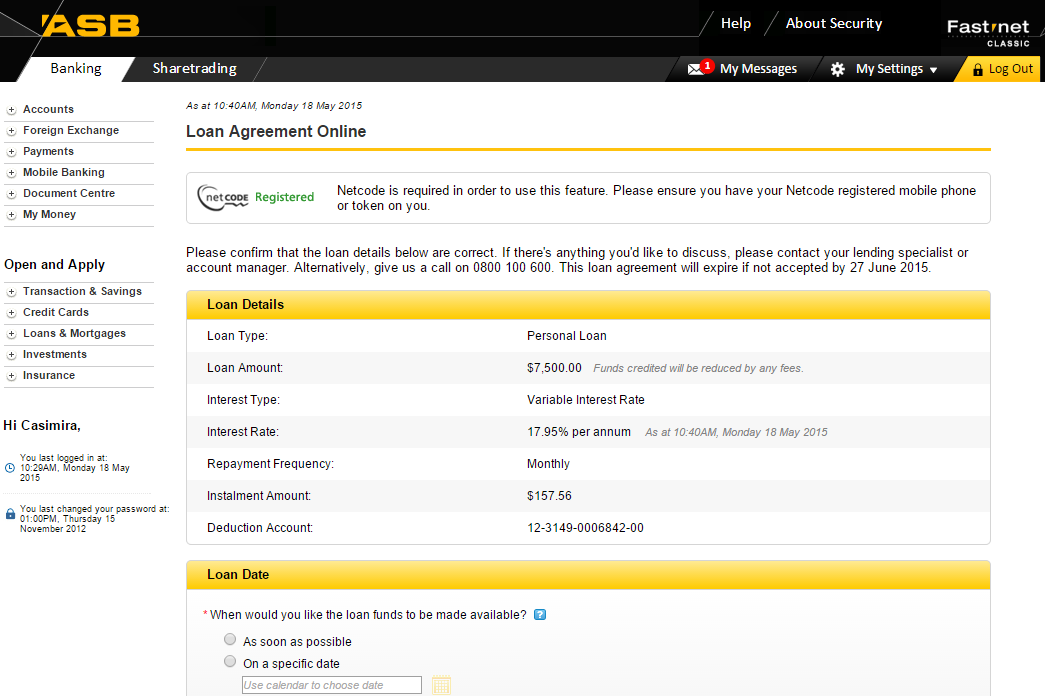 ASB
Help
About Security
Fastnet
CLASSIC
Banking
Sharetrading
1
My Messages
My Settings
Log Out
Accounts
Foreign Exchange
Payments
Mobile Banking
Document Centre
My Money
Open and Apply
Transaction & Savings
Credit Cards
Loans & Mortgages
Investments
Insurance
Hi Casimira,
You last logged in at:
10:29AM, Monday 18 May
2015
You last changed your password at:
01:00PM, Thursday 15
November 2012
As at 10:40AM, Monday 18 May 2015
Loan Agreement Online
netCODE Registered
Netcode is required in order to use this feature. Please ensure you have your Netcode registered mobile phone
or token on you.
Please confirm that the loan details below are correct. If there's anything you'd like to discuss, please contact your lending specialist or
account manager. Alternatively, give us a call on 0800 100 600. This loan agreement will expire if not accepted by 27 June 2015.
Loan Details
Loan Type: Personal Loan
Loan Amount: $7,500.00 Funds credited will be reduced by any fees.
Interest Type: Variable Interest Rate
Interest Rate: 17.95% per annum As at 10:40AM, Monday 18 May 2015
Repayment Frequency: Monthly
Instalment Amount: $157.56
Deduction Account: 12-3149-0006842-00
Loan Date
* When would you like the loan funds to be made available? ?
As soon as possible
On a specific date
Use calendar to choose date